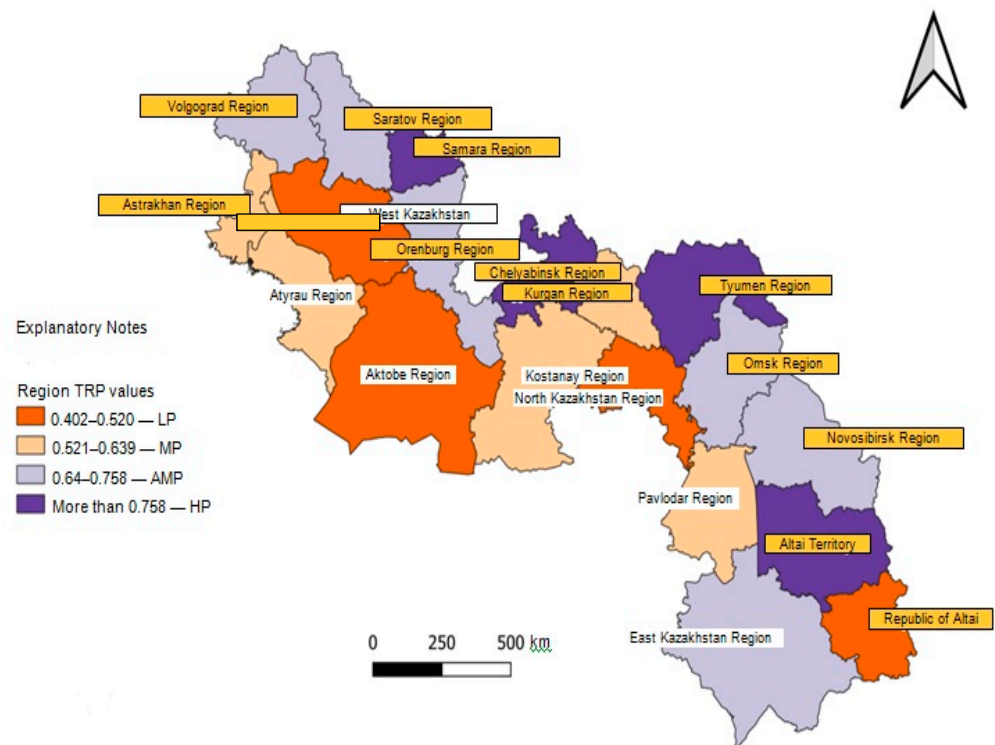 Volgograd Region
Saratov Region
Samara Region
Astrakhan Region
West Kazakhstan
Orenburg Region
Chelyabinsk Region
Kurgan Region
Tyumen Region
Atyrau Region
Explanatory Notes
Omsk Region
Aktobe Region
Kostanay Region
North Kazakhstan Region
Region TRP values
0.402–0.520 — LP
0.521–0.639 — MP
0.64–0.758 — AMP
More than 0.758 — HP
Novosibirsk Region
Pavlodar Region
Altai Territory
Republic of Altai
East Kazakhstan Region
0 250 500 km